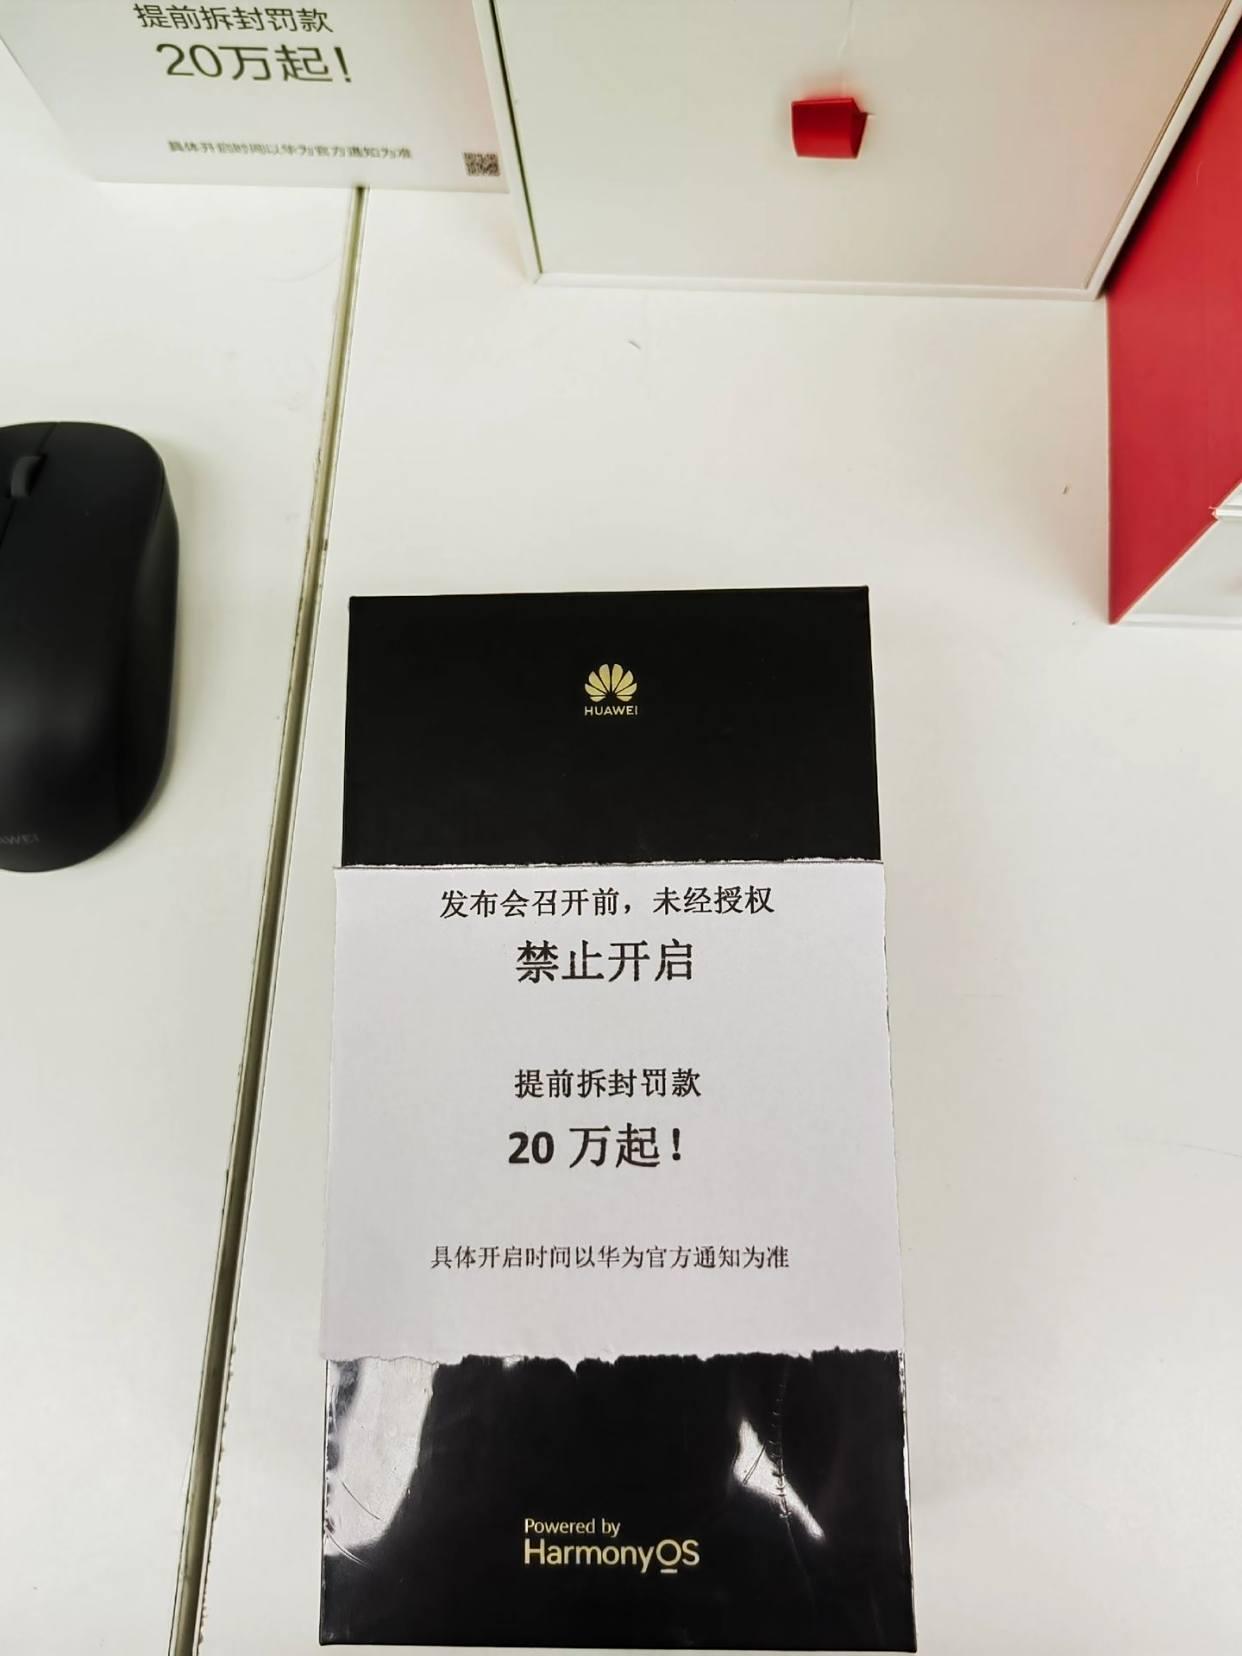 提前拆封罚款
20万起！
具体开启时间以华为官方通知为准
HUAWEI
发布会召开前，未经授权
禁止开启
提前拆封罚款
20 万起！
具体开启时间以华为官方通知为准
Powered by
HarmonyOS